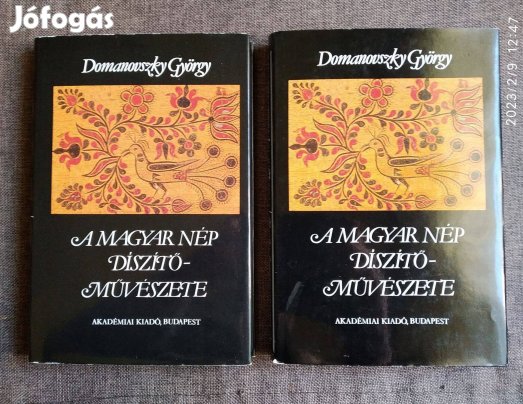 Jófogás
Domanovszky György
A MAGYAR NÉP
DÍSZÍTŐ-
MŰVÉSZETE
AKADÉMIAI KIADÓ, BUDAPEST
Domanovszky György
A MAGYAR NÉP
DÍSZÍTŐ-
MŰVÉSZETE
AKADÉMIAI KIADÓ, BUDAPEST
2023/2/9 12:47